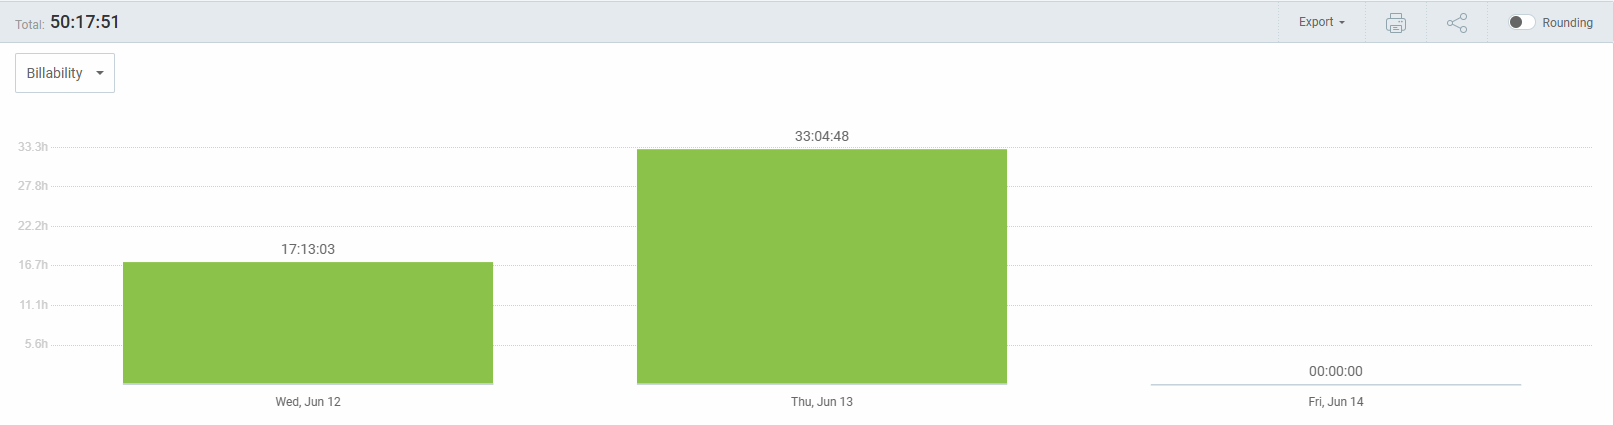 Total: 50:17:51 Export Rounding
Billability
33:04:48
33.3h
27.8h
22.2h
17:13:03
16.7h
11.1h
5.6h
00:00:00
Wed, Jun 12 Thu, Jun 13 Fri, Jun 14